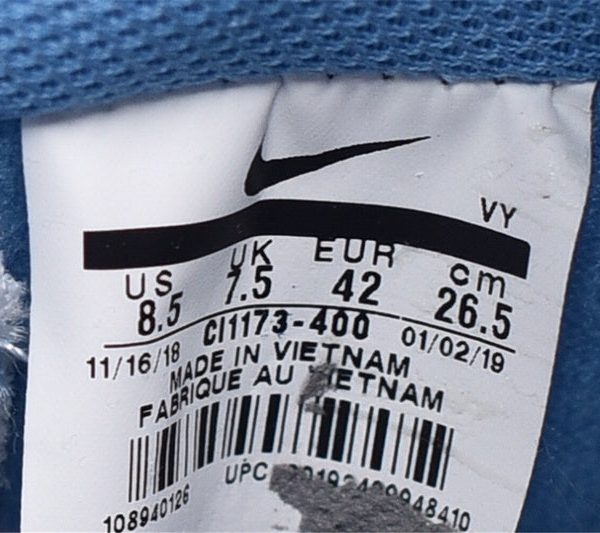 VY
US UK EUR cm
8.5 7.5 42 26.5
CI1173-400
11/16/18 01/02/19
MADE IN VIETNAM
FABRIQUE AU
UPC
108940126